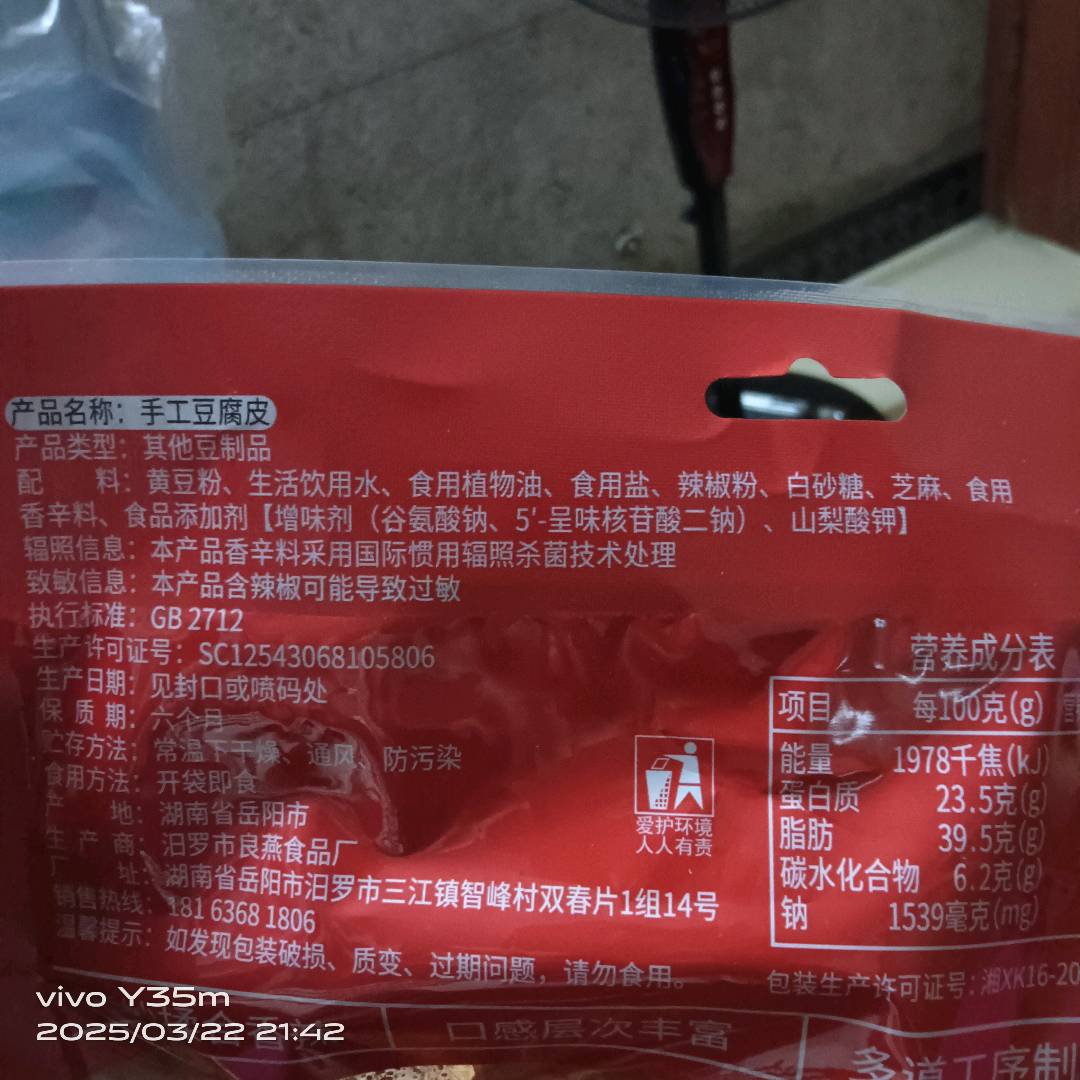 产品名称：手工豆腐皮
产品类型：其他豆制品
配 料：黄豆粉、生活饮用水、食用植物油、食用盐、辣椒粉、白砂糖、芝麻、食用
香辛料、食品添加剂【增味剂（谷氨酸钠、5'-呈味核苷酸二钠）、山梨酸钾】
辐照信息：本产品香辛料采用国际惯用辐照杀菌技术处理
致敏信息：本产品含辣椒可能导致过敏
执行标准：GB 2712
生产许可证号：SC12543068105806
生产日期：见封口或喷码处
保 质 期：六个月
贮存方法：常温下干燥、通风、防污染
食用方法：开袋即食
产 地：湖南省岳阳市
生 产 商：汨罗市良燕食品厂
厂 址：湖南省岳阳市汨罗市三江镇智峰村双春片1组14号
销售热线：181 6368 1806
温馨提示：如发现包装破损、质变、过期问题，请勿食用。
爱护环境
人人有责
营养成分表
项目 每100克(g)
能量 1978千焦(kJ)
蛋白质 23.5克(g)
脂肪 39.5克(g)
碳水化合物 6.2克(g)
钠 1539毫克(mg)
包装生产许可证号：湘XK16-20
口感层次丰富
多道工序制
vivo Y35m
2025/03/22 21:42